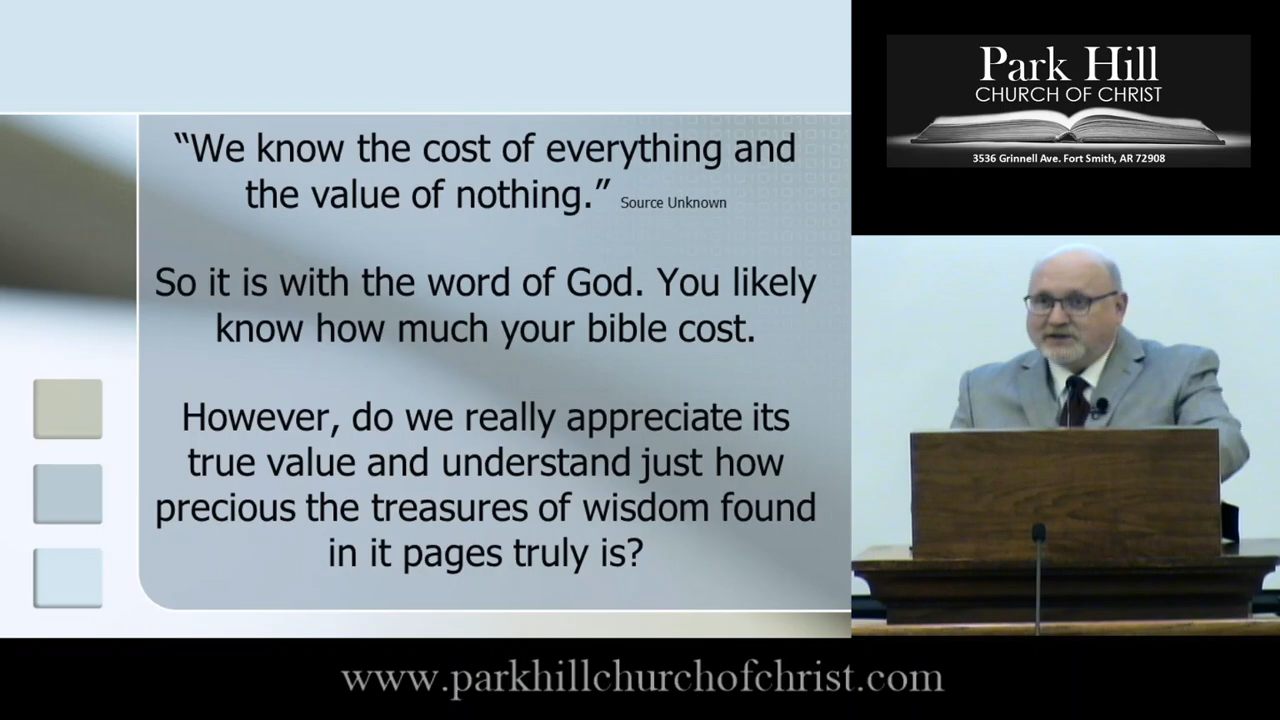 “We know the cost of everything and
the value of nothing.” Source Unknown
So it is with the word of God. You likely
know how much your bible cost.
However, do we really appreciate its
true value and understand just how
precious the treasures of wisdom found
in it pages truly is?
Park Hill
CHURCH OF CHRIST
3536 Grinnell Ave. Fort Smith, AR 72908
www.parkhillchurchofchrist.com